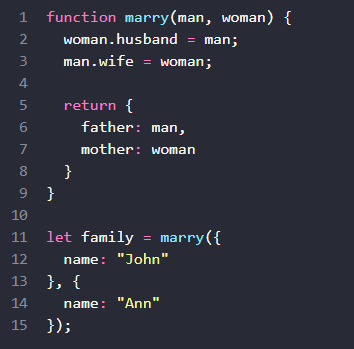 1 function marry(man, woman) {
2   woman.husband = man;
3   man.wife = woman;
4
5   return {
6     father: man,
7     mother: woman
8   }
9 }
10
11 let family = marry({
12   name: "John"
13 }, {
14   name: "Ann"
15 });